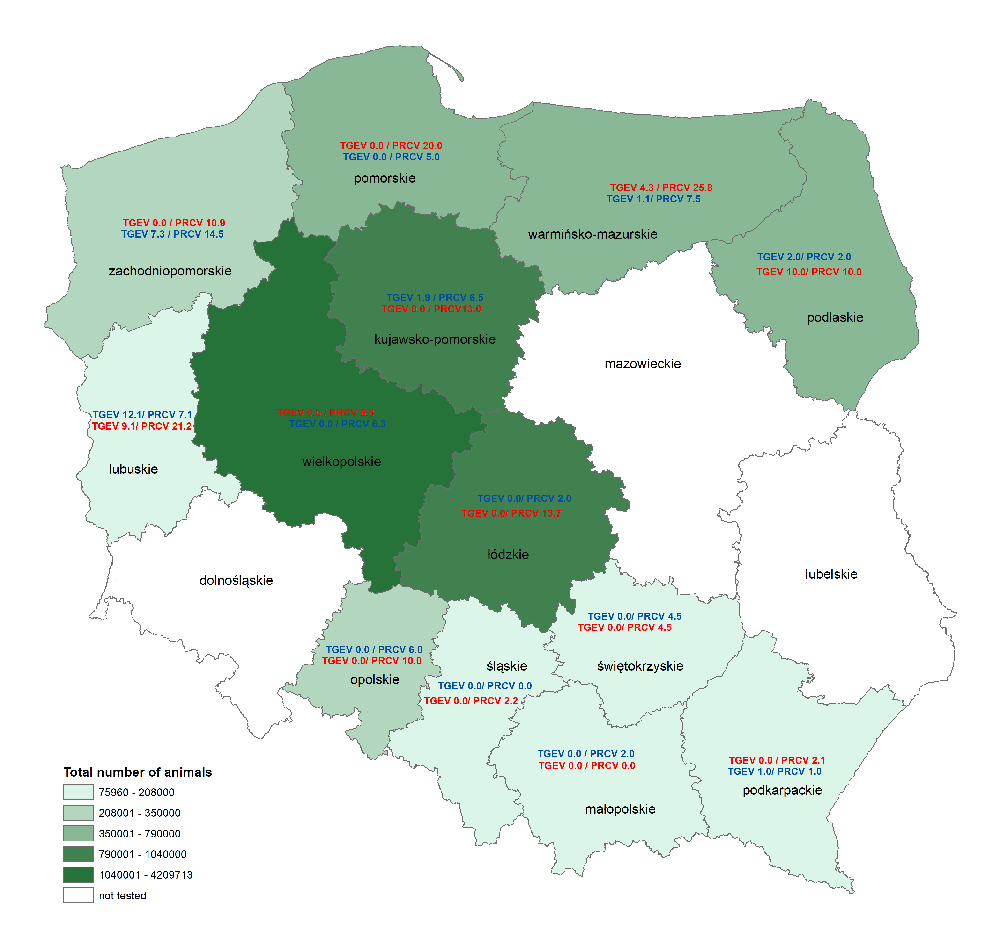 TGEV 0.0 / PRCV 20.0
TGEV 0.0 / PRCV 5.0
pomorskie
TGEV 4.3 / PRCV 25.8
TGEV 1.1/ PRCV 7.5
warmińsko-mazurskie
TGEV 0.0 / PRCV 10.9
TGEV 7.3 / PRCV 14.5
zachodniopomorskie
TGEV 2.0/ PRCV 2.0
TGEV 10.0/ PRCV 10.0
podlaskie
TGEV 1.9 / PRCV 6.5
TGEV 0.0 / PRCV13.0
kujawsko-pomorskie
mazowieckie
TGEV 12.1/ PRCV 7.1
TGEV 9.1/ PRCV 21.2
lubuskie
TGEV 0.0 / PRCV 6.3
TGEV 0.0 / PRCV 6.3
wielkopolskie
TGEV 0.0/ PRCV 2.0
TGEV 0.0/ PRCV 13.7
łódzkie
dolnośląskie
lubelskie
TGEV 0.0/ PRCV 4.5
TGEV 0.0/ PRCV 4.5
świętokrzyskie
TGEV 0.0 / PRCV 6.0
TGEV 0.0/ PRCV 10.0
opolskie
śląskie
TGEV 0.0/ PRCV 0.0
TGEV 0.0/ PRCV 2.2
TGEV 0.0 / PRCV 2.0
TGEV 0.0 / PRCV 0.0
małopolskie
TGEV 0.0 / PRCV 2.1
TGEV 1.0/ PRCV 1.0
podkarpackie
Total number of animals
75960 - 208000
208001 - 350000
350001 - 790000
790001 - 1040000
1040001 - 4209713
not tested